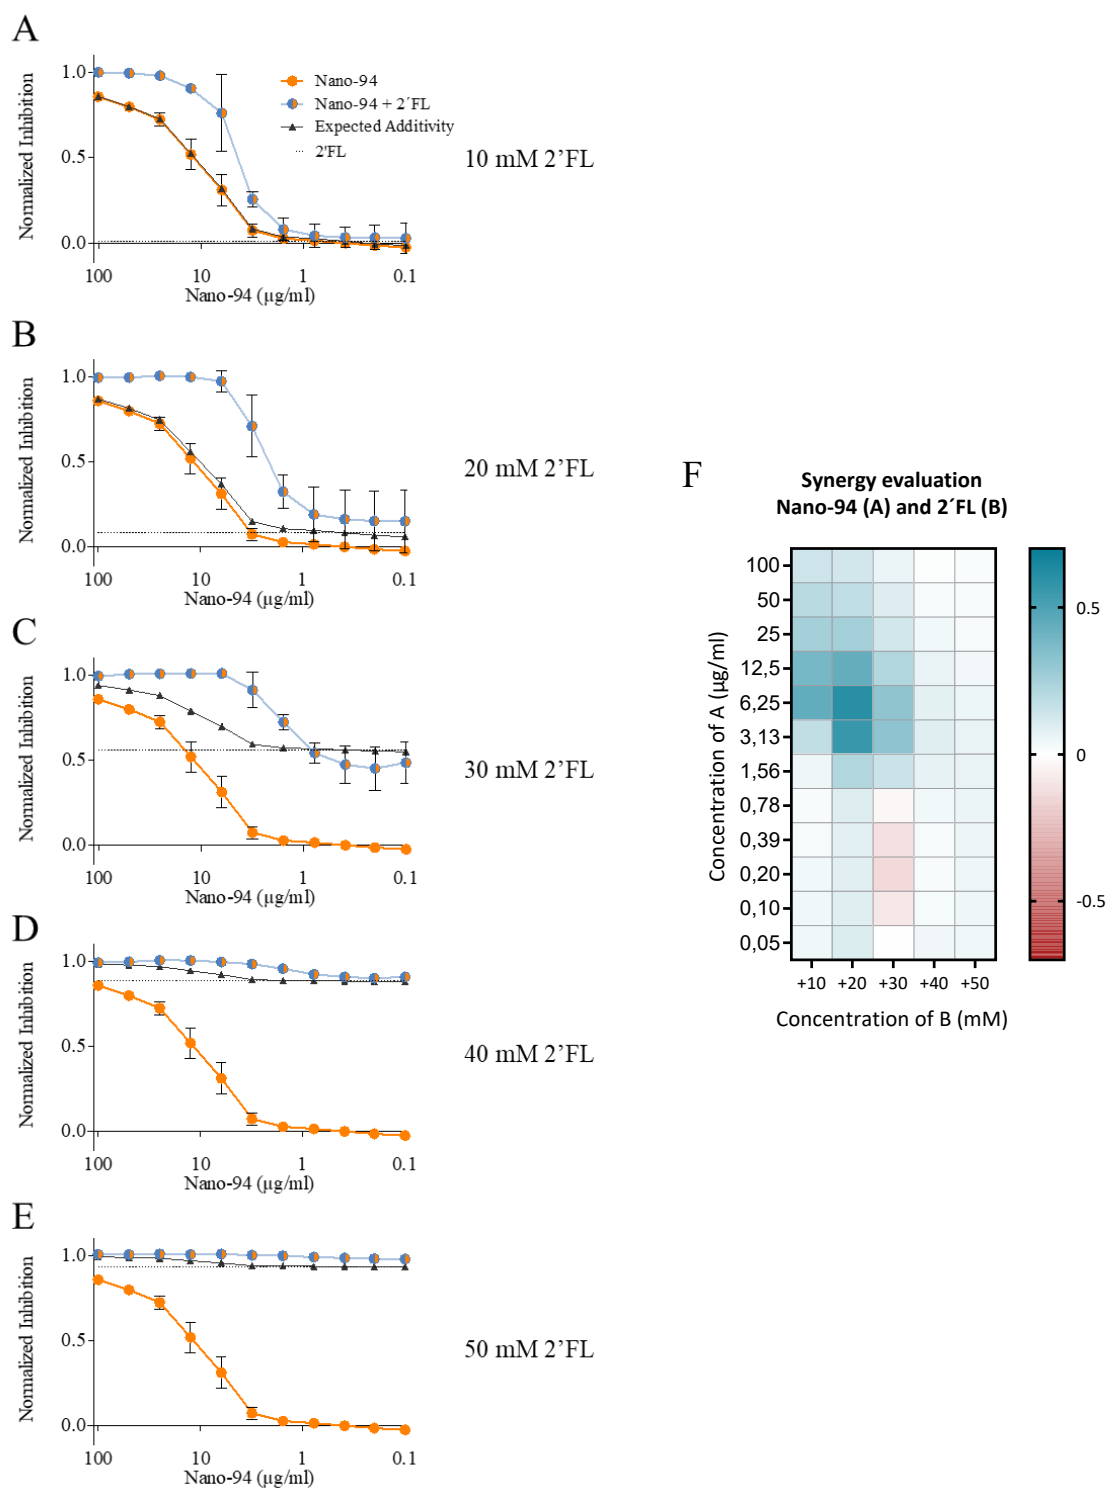 A
1.0
0.5
0.0
Normalized Inhibition
Nano-94
Nano-94 + 2´FL
Expected Additivity
2'FL
100 10 1 0.1
Nano-94 (μg/ml)
10 mM 2’FL
B
1.0
0.5
0.0
Normalized Inhibition
100 10 1 0.1
Nano-94 (μg/ml)
20 mM 2’FL
C
1.0
0.5
0.0
Normalized Inhibition
100 10 1 0.1
Nano-94 (μg/ml)
30 mM 2’FL
D
1.0
0.5
0.0
Normalized Inhibition
100 10 1 0.1
Nano-94 (μg/ml)
40 mM 2’FL
E
1.0
0.5
0.0
Normalized Inhibition
100 10 1 0.1
Nano-94 (μg/ml)
50 mM 2’FL
F
Synergy evaluation
Nano-94 (A) and 2´FL (B)
Concentration of A (μg/ml)
100
50
25
12,5
6,25
3,13
1,56
0,78
0,39
0,20
0,10
0,05
+10 +20 +30 +40 +50
Concentration of B (mM)
0.5
0
-0.5